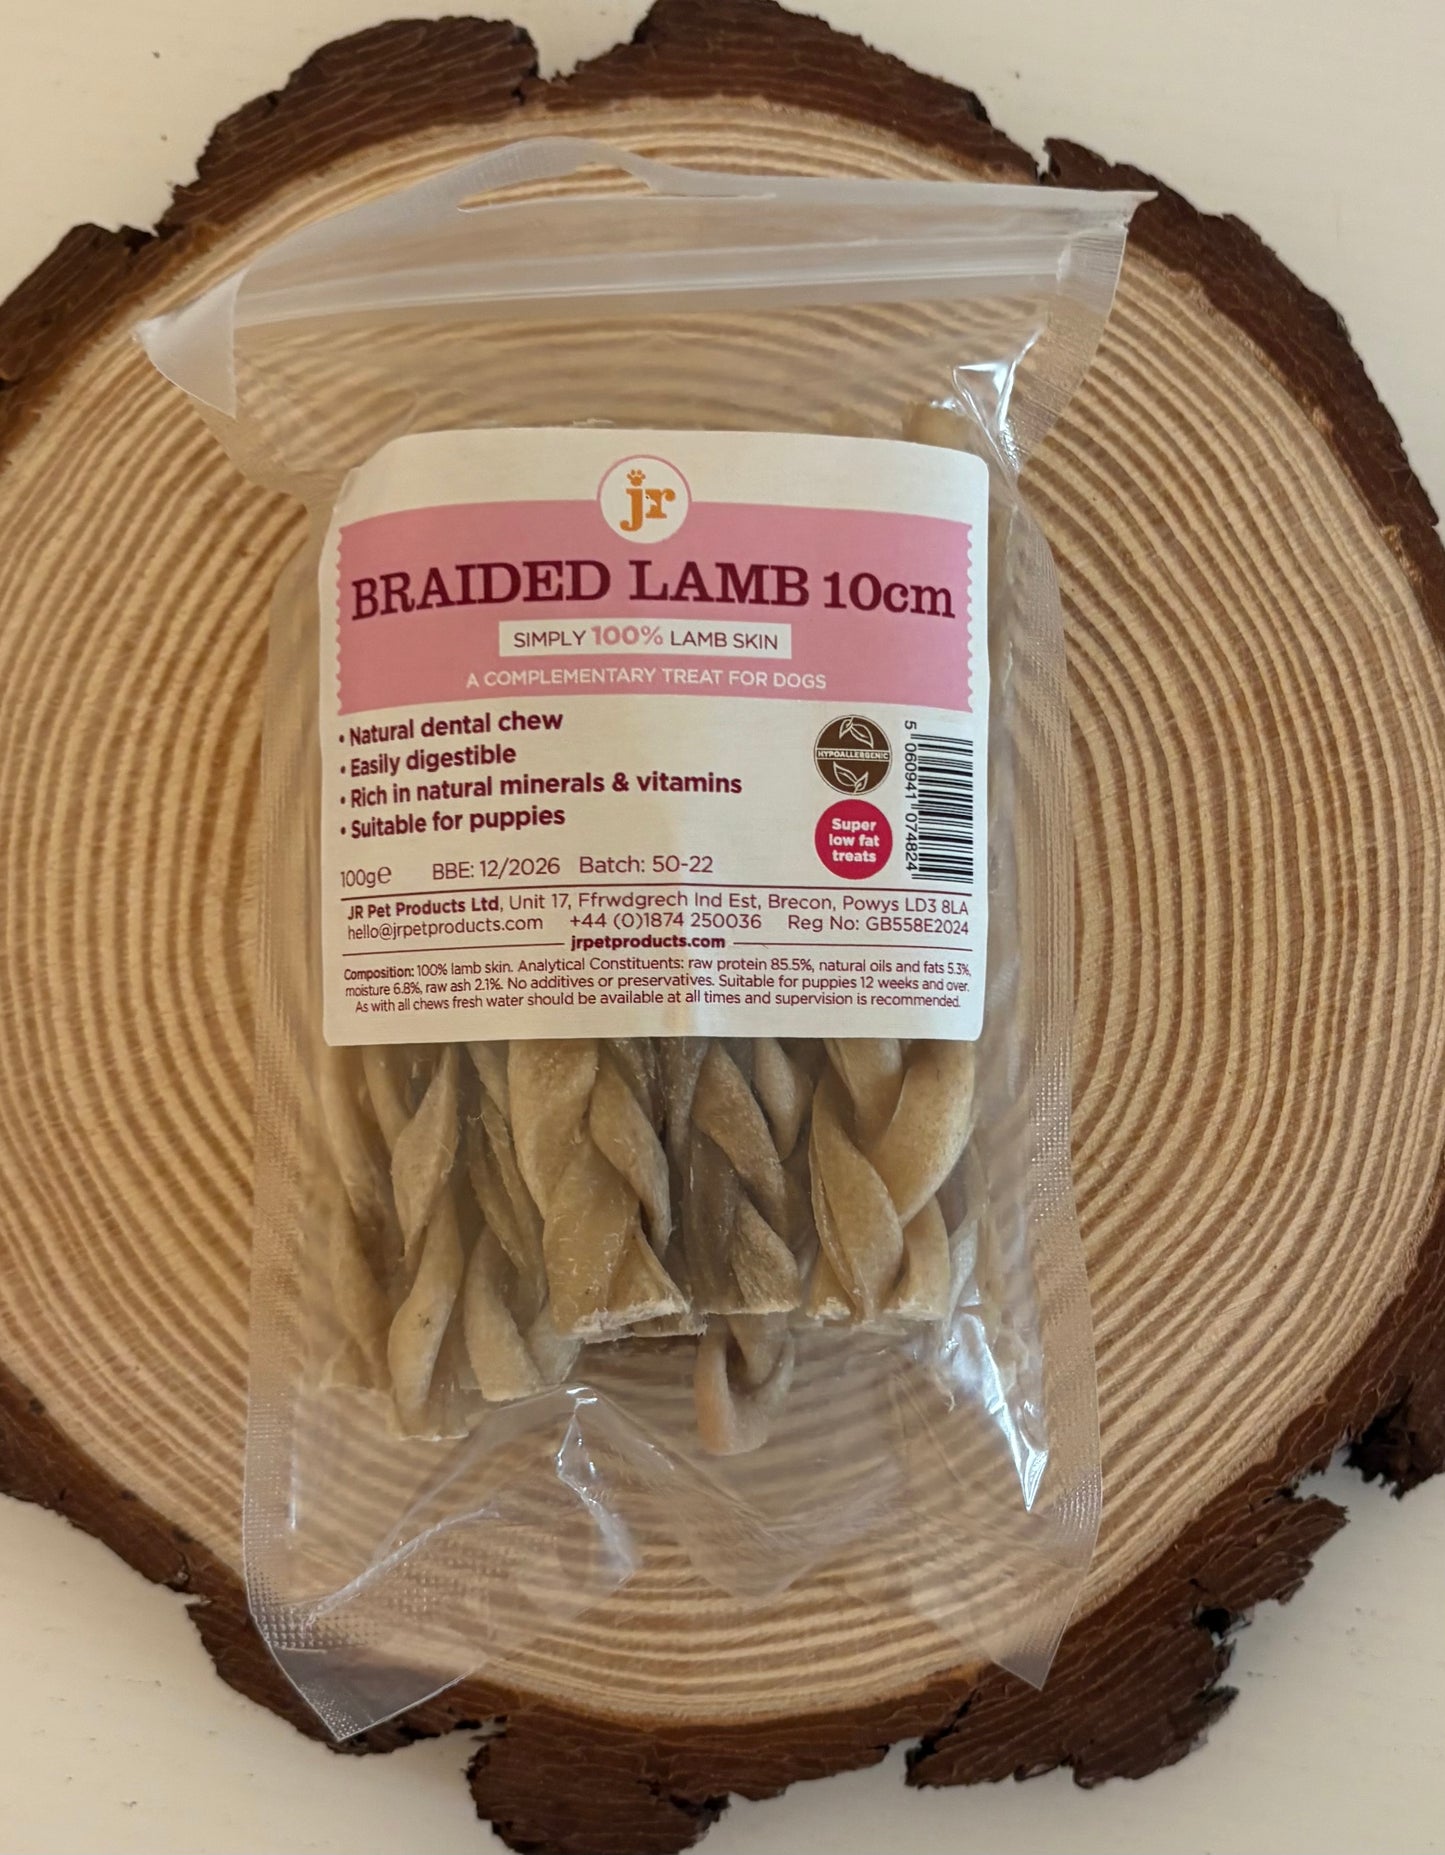 jr
BRAIDED LAMB 10cm
SIMPLY 100% LAMB SKIN
A COMPLEMENTARY TREAT FOR DOGS
• Natural dental chew
• Easily digestible
• Rich in natural minerals & vitamins
• Suitable for puppies
HYPOALLERGENIC
Super
low fat
treats
5 060941 074824
100g℮ BBE: 12/2026 Batch: 50-22
JR Pet Products Ltd, Unit 17, Ffrwdgrech Ind Est, Brecon, Powys LD3 8LA
hello@jrpetproducts.com +44 (0)1874 250036 Reg No: GB558E2024
jrpetproducts.com
Composition: 100% lamb skin. Analytical Constituents: raw protein 85.5%, natural oils and fats 5.3%,
moisture 6.8%, raw ash 2.1%. No additives or preservatives. Suitable for puppies 12 weeks and over.
As with all chews fresh water should be available at all times and supervision is recommended.